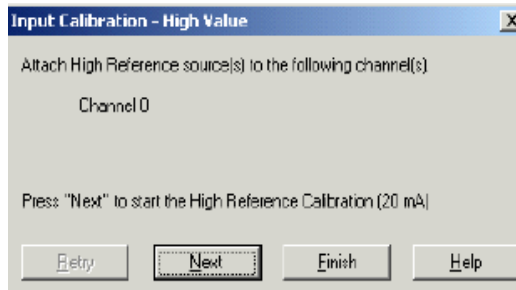 Input Calibration - High Value
Attach High Reference source(s) to the following channel(s).
Channel 0
Press "Next" to start the High Reference Calibration (20 mA)
Retry Next Finish Help